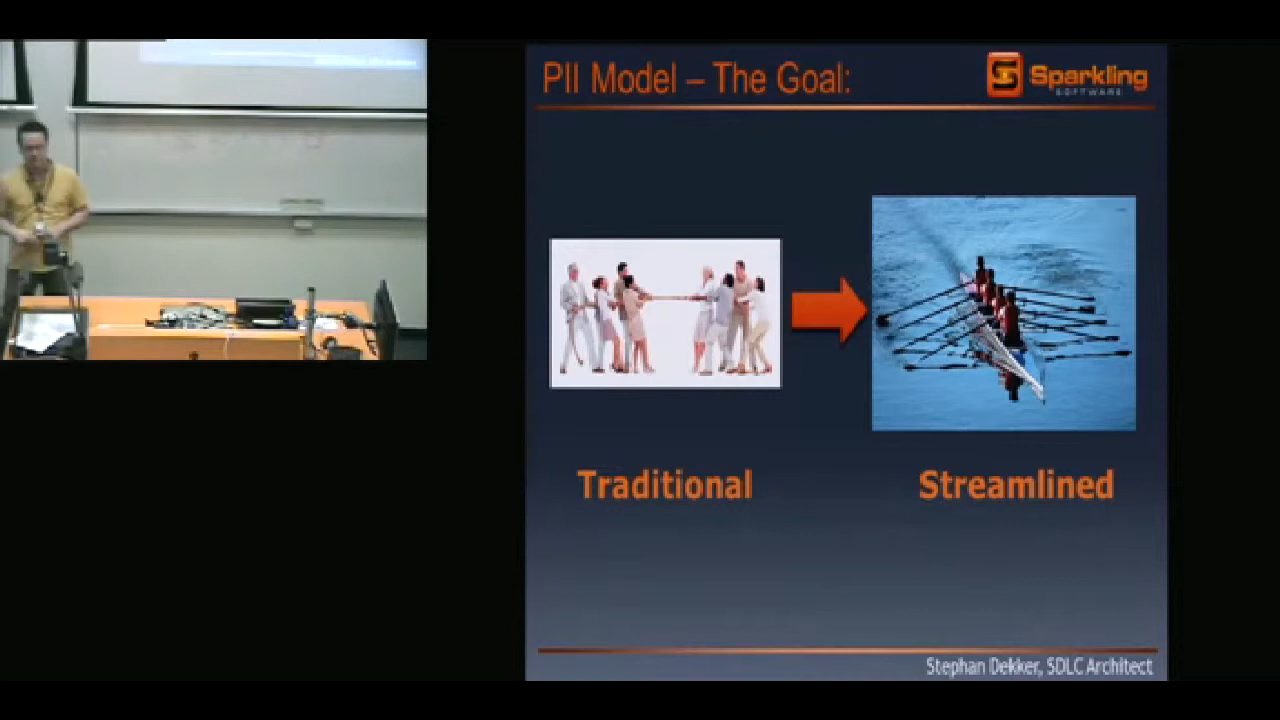 PII Model – The Goal:
Sparkling
SOFTWARE
Traditional
Streamlined
Stephan Dekker, SDLC Architect